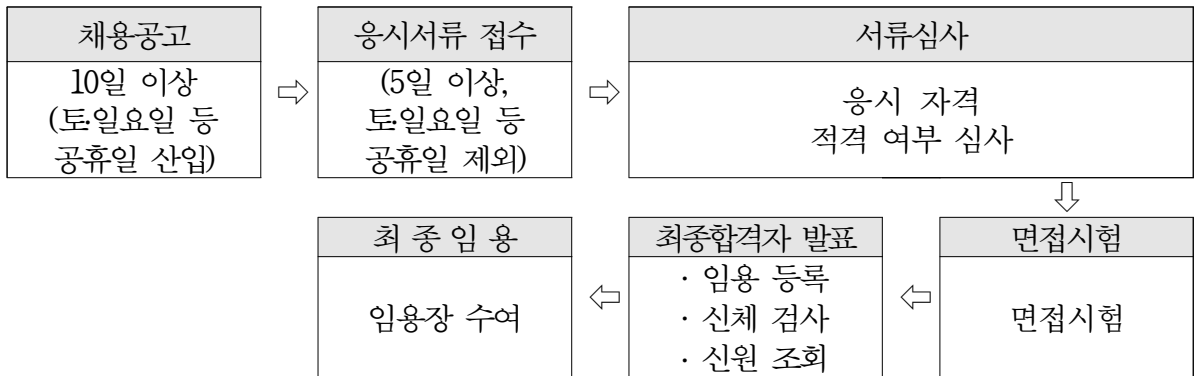 채용공고
10일 이상
(토·일요일 등
공휴일 산입)
⇨
응시서류 접수
(5일 이상,
토·일요일 등
공휴일 제외)
⇨
서류심사
응시 자격
적격 여부 심사
⇩
면접시험
면접시험
⇦
최종합격자 발표
· 임용 등록
· 신체 검사
· 신원 조회
⇦
최 종 임 용
임용장 수여